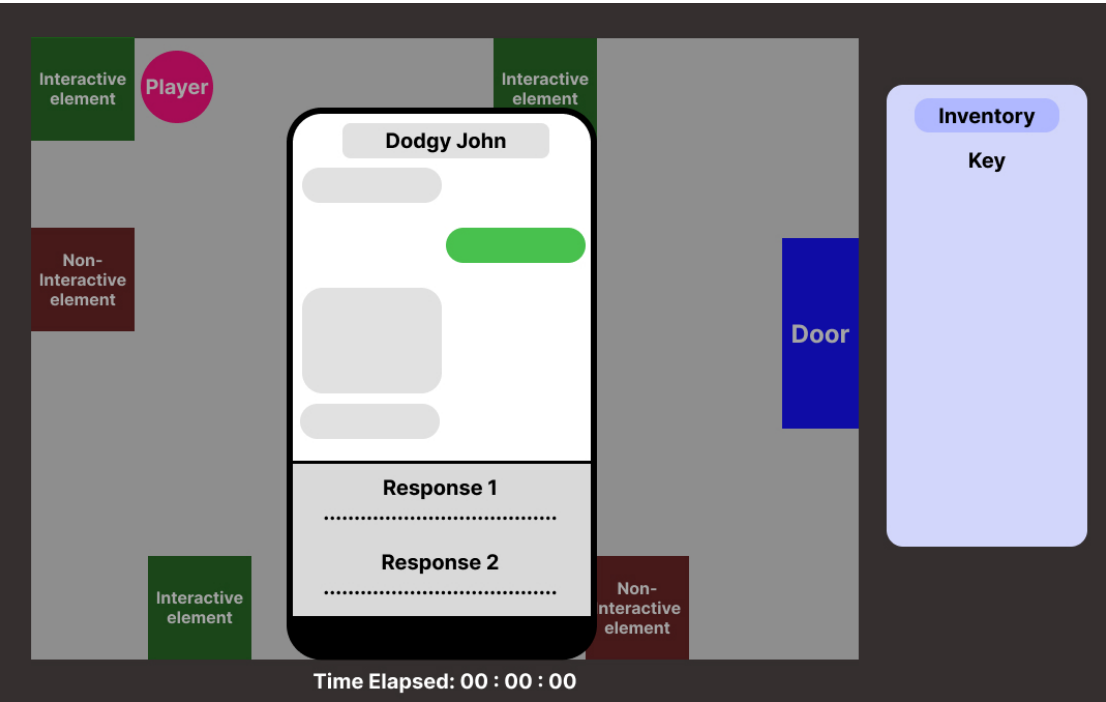 Interactive
element
Player
Interactive
element
Dodgy John
Inventory
Key
Non-
Interactive
element
Door
Response 1
......................................
Response 2
......................................
Interactive
element
Non-
nteractive
element
Time Elapsed: 00 : 00 : 00